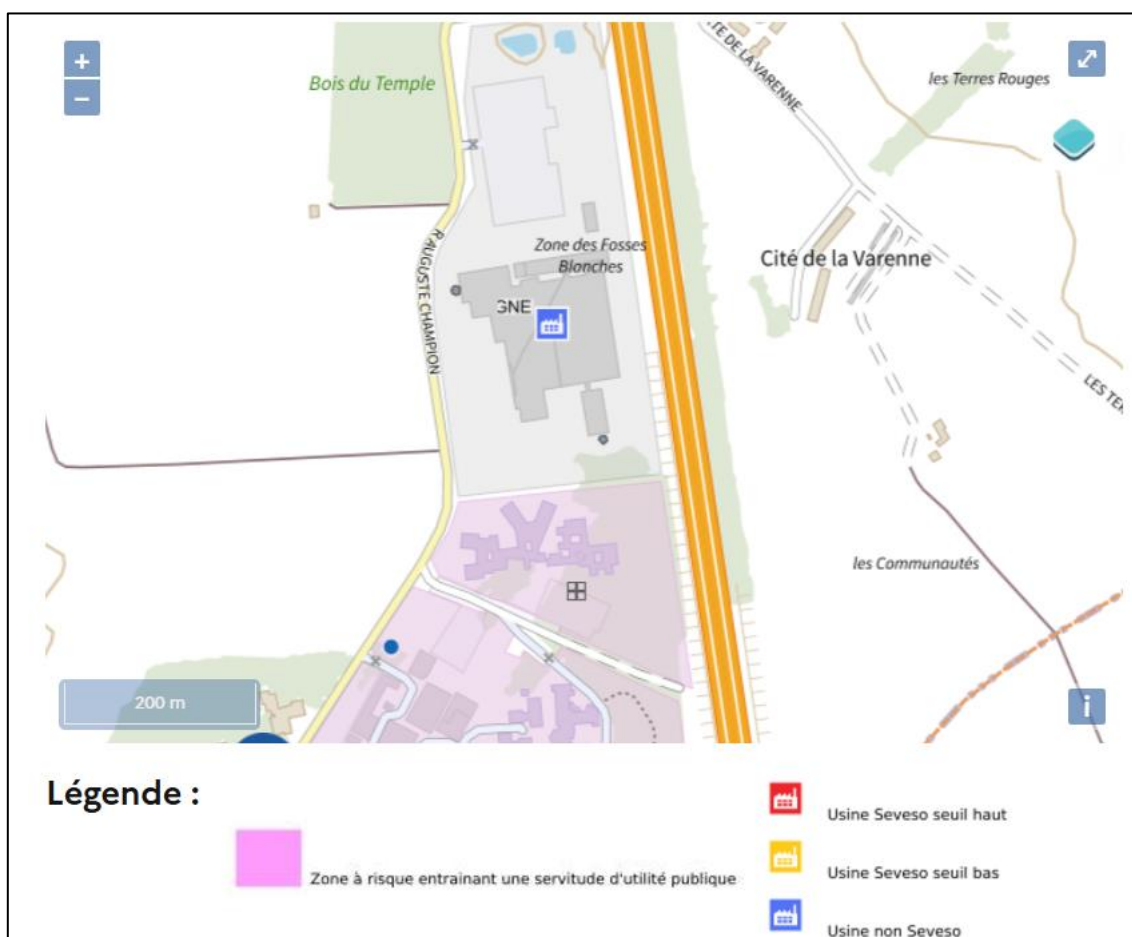 +
−
Bois du Temple
TE DE LA VARENNE
les Terres Rouges
R AUGUSTE CHAMPION
Zone des Fosses
Blanches
Cité de la Varenne
GNE
LES TER
les Communautés
200 m
i
Légende :
Zone à risque entrainant une servitude d'utilité publique
Usine Seveso seuil haut
Usine Seveso seuil bas
Usine non Seveso